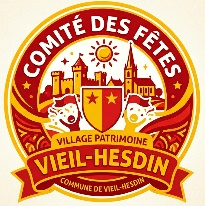 COMITÉ DES FÊTES
VILLAGE PATRIMOINE
VIEIL-HESDIN
COMMUNE DE VIEIL-HESDIN